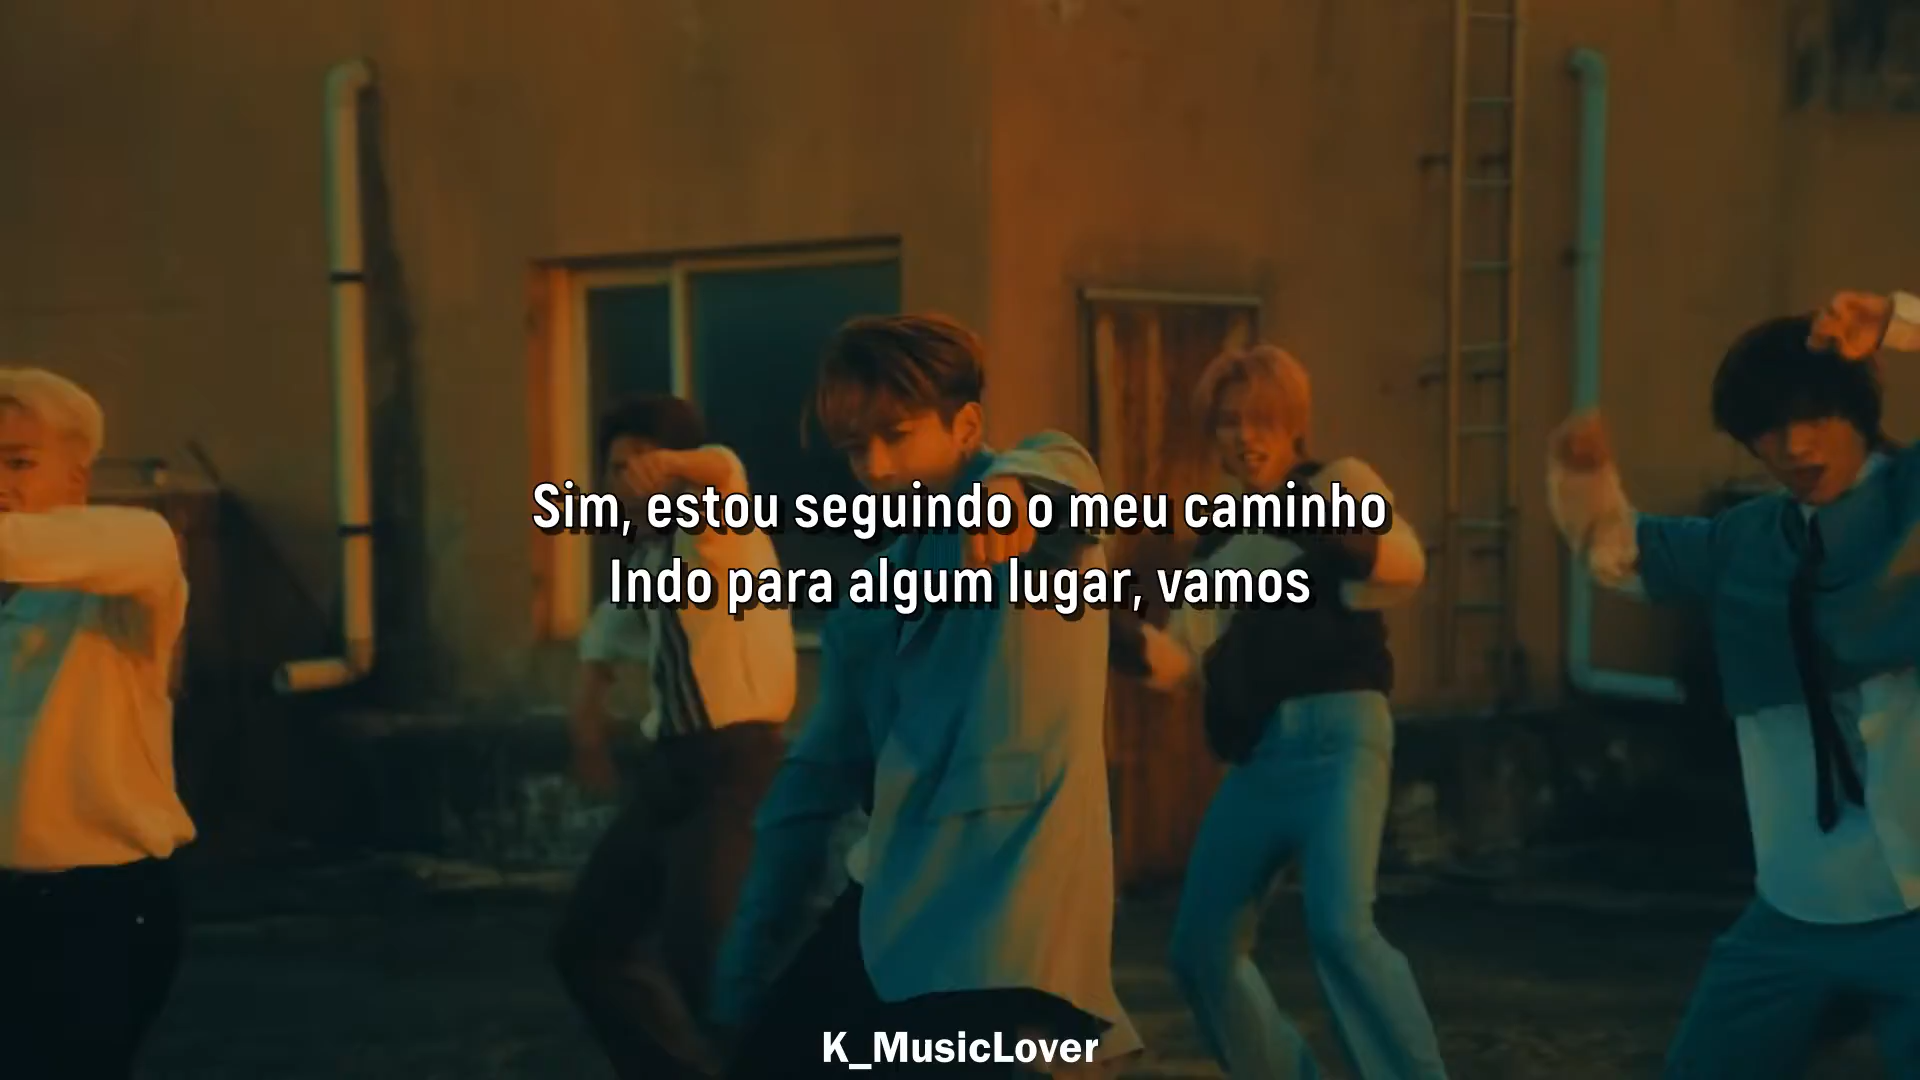 Sim, estou seguindo o meu caminho
Indo para algum lugar, vamos
K_MusicLover